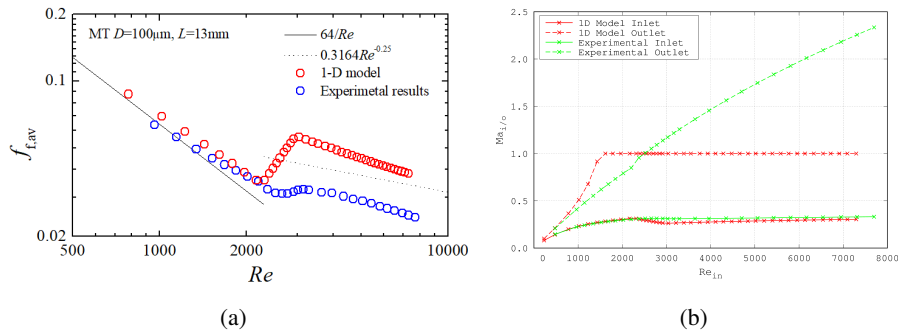 0.2
0.1
0.02
f_f,av
MT D=100μm, L=13mm
64/Re
0.3164Re^-0.25
1-D model
Experimetal results
500
1000
2000
10000
Re
(a)
2.5
2.0
1.5
1.0
0.5
0.0
Ma_i/o
1D Model Inlet
1D Model Outlet
Experimental Inlet
Experimental Outlet
0 1000 2000 3000 4000 5000 6000 7000 8000
Re_in
(b)